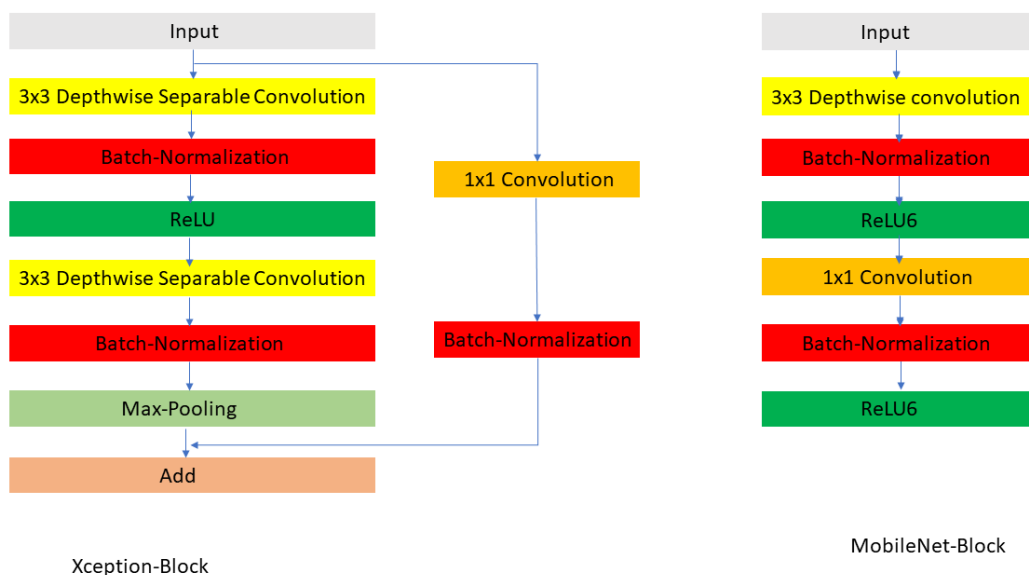 Input
3x3 Depthwise Separable Convolution
Batch-Normalization
ReLU
3x3 Depthwise Separable Convolution
Batch-Normalization
Max-Pooling
Add
1x1 Convolution
Batch-Normalization
Xception-Block
Input
3x3 Depthwise convolution
Batch-Normalization
ReLU6
1x1 Convolution
Batch-Normalization
ReLU6
MobileNet-Block